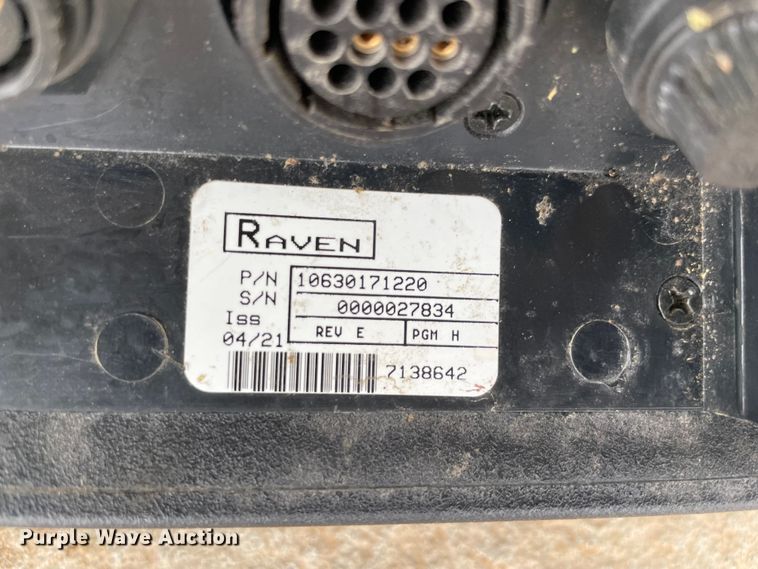 RAVEN
P/N 10630171220
S/N 0000027834
Iss REV E PGM H
04/21
7138642
Purple Wave Auction